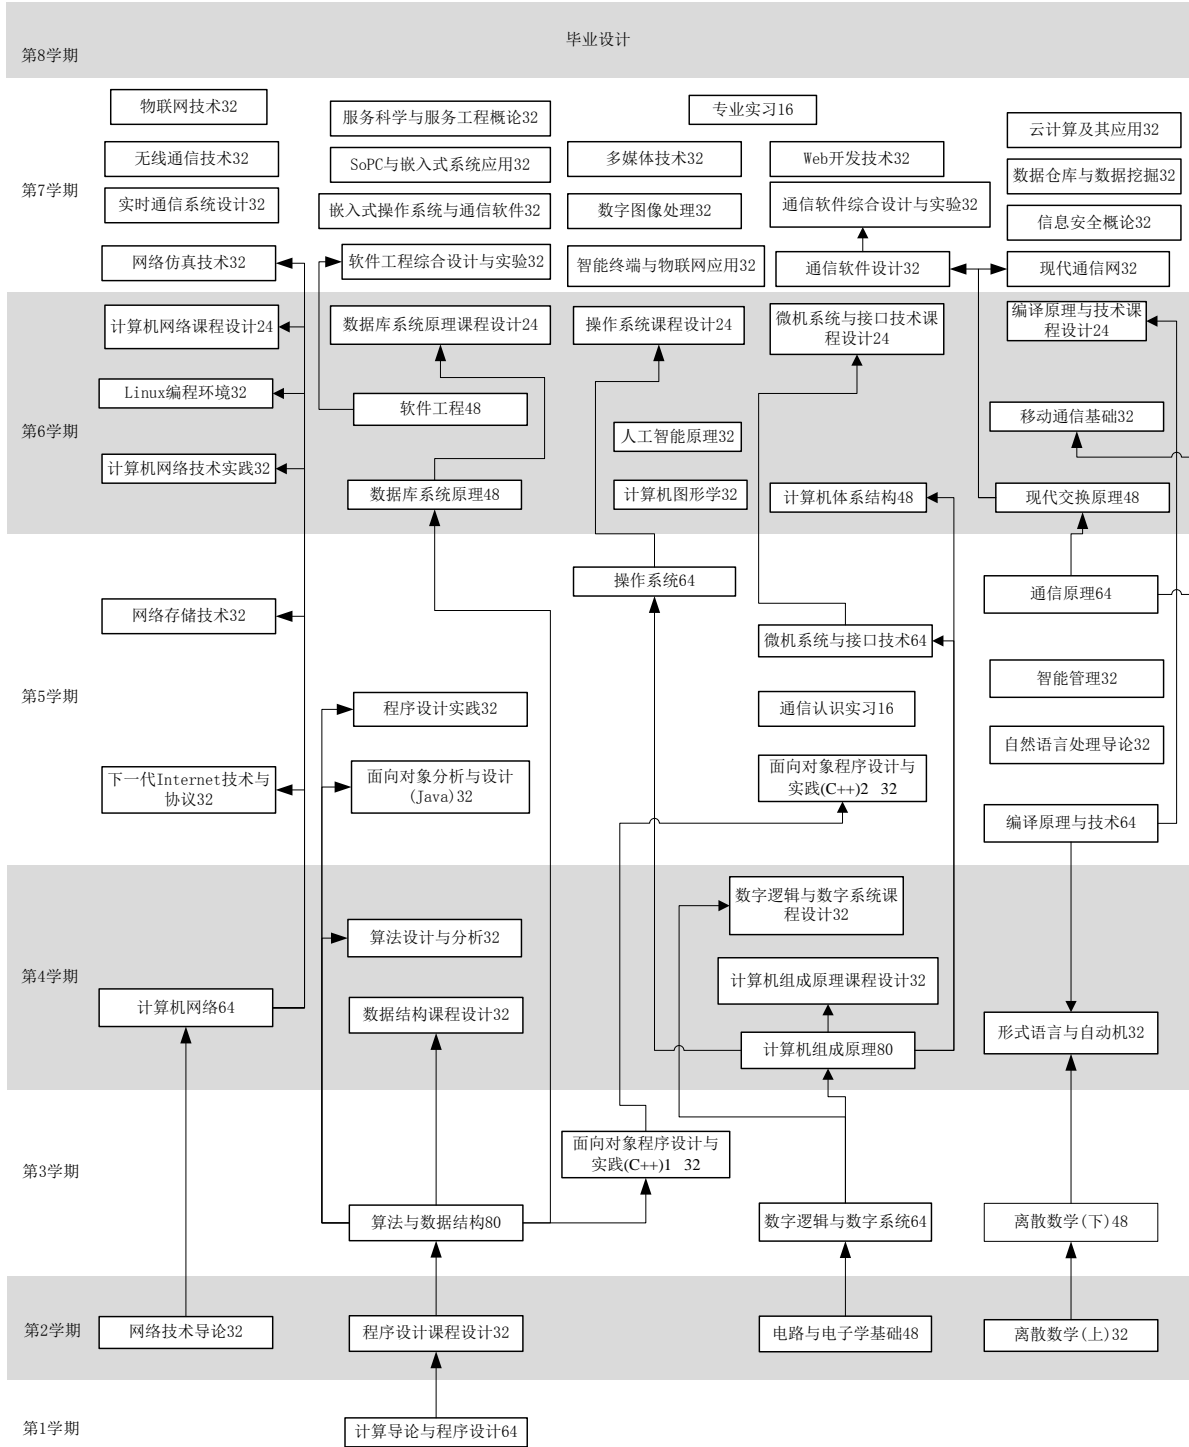 毕业设计
第8学期
物联网技术32
服务科学与服务工程概论32
专业实习16
云计算及其应用32
无线通信技术32
SoPC与嵌入式系统应用32
多媒体技术32
Web开发技术32
数据仓库与数据挖掘32
第7学期
实时通信系统设计32
嵌入式操作系统与通信软件32
数字图像处理32
通信软件综合设计与实验32
信息安全概论32
网络仿真技术32
软件工程综合设计与实验32
智能终端与物联网应用32
通信软件设计32
现代通信网32
计算机网络课程设计24
数据库系统原理课程设计24
操作系统课程设计24
微机系统与接口技术课
程设计24
编译原理与技术课
程设计24
Linux编程环境32
软件工程48
移动通信基础32
第6学期
人工智能原理32
计算机网络技术实践32
数据库系统原理48
计算机图形学32
计算机体系结构48
现代交换原理48
操作系统64
通信原理64
网络存储技术32
微机系统与接口技术64
智能管理32
第5学期
程序设计实践32
通信认识实习16
自然语言处理导论32
下一代Internet技术与
协议32
面向对象分析与设计
(Java)32
面向对象程序设计与
实践(C++)2 32
编译原理与技术64
数字逻辑与数字系统课
程设计32
算法设计与分析32
第4学期
计算机组成原理课程设计32
计算机网络64
数据结构课程设计32
计算机组成原理80
形式语言与自动机32
面向对象程序设计与
实践(C++)1 32
第3学期
算法与数据结构80
数字逻辑与数字系统64
离散数学(下)48
第2学期
网络技术导论32
程序设计课程设计32
电路与电子学基础48
离散数学(上)32
第1学期
计算导论与程序设计64